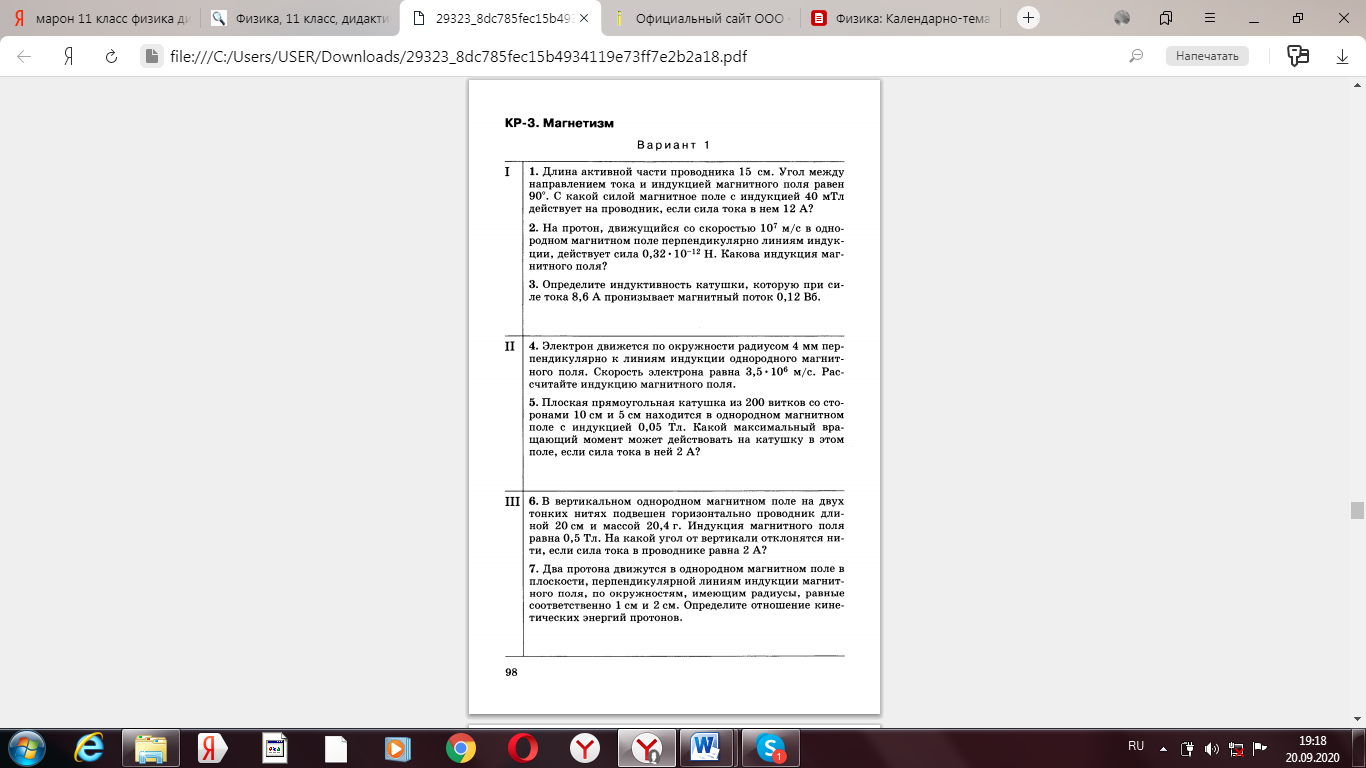 марон 11 класс физика ди
Физика, 11 класс, дидакти
29323_8dc785fec15b493
Официальный сайт ООО
Физика: Календарно-тема
file:///C:/Users/USER/Downloads/29323_8dc785fec15b4934119e73ff7e2b2a18.pdf
Напечатать
КР-3. Магнетизм
Вариант 1
I
1. Длина активной части проводника 15 см. Угол между
направлением тока и индукцией магнитного поля равен
90°. С какой силой магнитное поле с индукцией 40 мТл
действует на проводник, если сила тока в нем 12 А?
2. На протон, движущийся со скоростью 10⁷ м/с в одно-
родном магнитном поле перпендикулярно линиям индук-
ции, действует сила 0,32 · 10⁻¹² Н. Какова индукция маг-
нитного поля?
3. Определите индуктивность катушки, которую при си-
ле тока 8,6 А пронизывает магнитный поток 0,12 Вб.
II
4. Электрон движется по окружности радиусом 4 мм пер-
пендикулярно к линиям индукции однородного магнит-
ного поля. Скорость электрона равна 3,5 · 10⁶ м/с. Рас-
считайте индукцию магнитного поля.
5. Плоская прямоугольная катушка из 200 витков со сто-
ронами 10 см и 5 см находится в однородном магнитном
поле с индукцией 0,05 Тл. Какой максимальный вра-
щающий момент может действовать на катушку в этом
поле, если сила тока в ней 2 А?
III
6. В вертикальном однородном магнитном поле на двух
тонких нитях подвешен горизонтально проводник дли-
ной 20 см и массой 20,4 г. Индукция магнитного поля
равна 0,5 Тл. На какой угол от вертикали отклонятся ни-
ти, если сила тока в проводнике равна 2 А?
7. Два протона движутся в однородном магнитном поле в
плоскости, перпендикулярной линиям индукции магнит-
ного поля, по окружностям, имеющим радиусы, равные
соответственно 1 см и 2 см. Определите отношение кине-
тических энергий протонов.
98
RU
19:18
20.09.2020